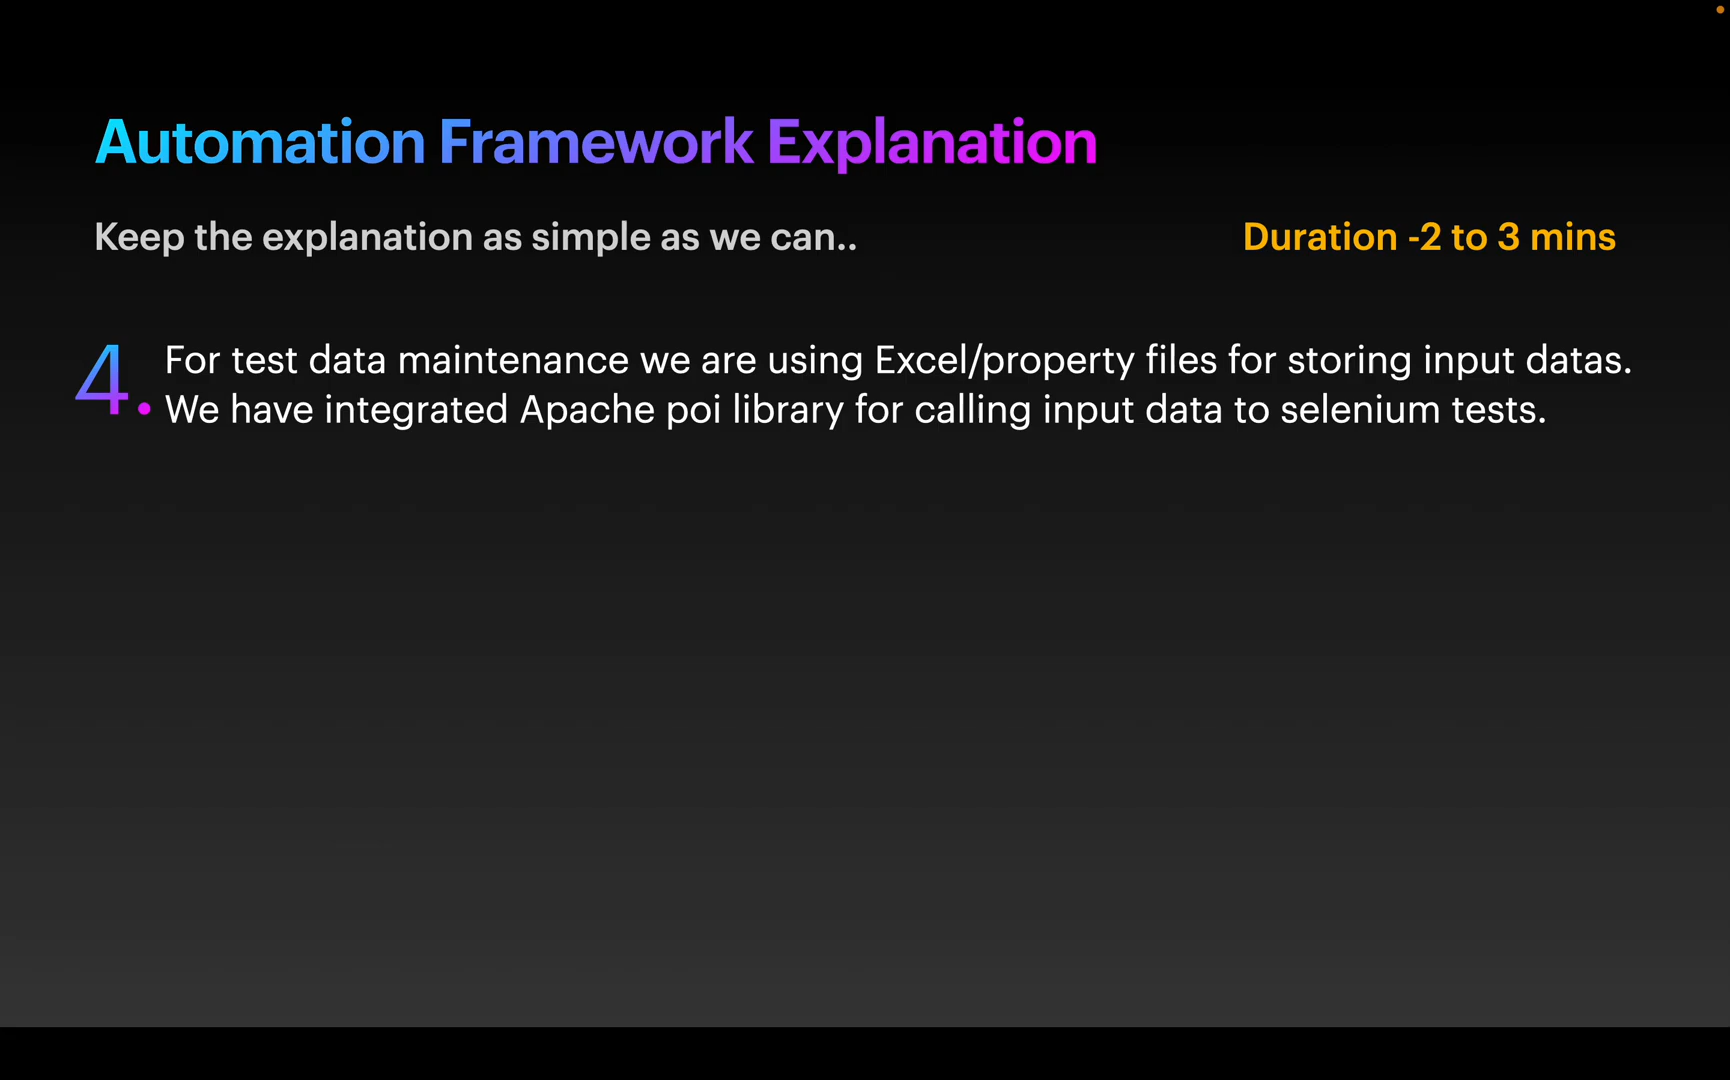 Automation Framework Explanation
Keep the explanation as simple as we can..
Duration -2 to 3 mins
4. For test data maintenance we are using Excel/property files for storing input datas.
We have integrated Apache poi library for calling input data to selenium tests.